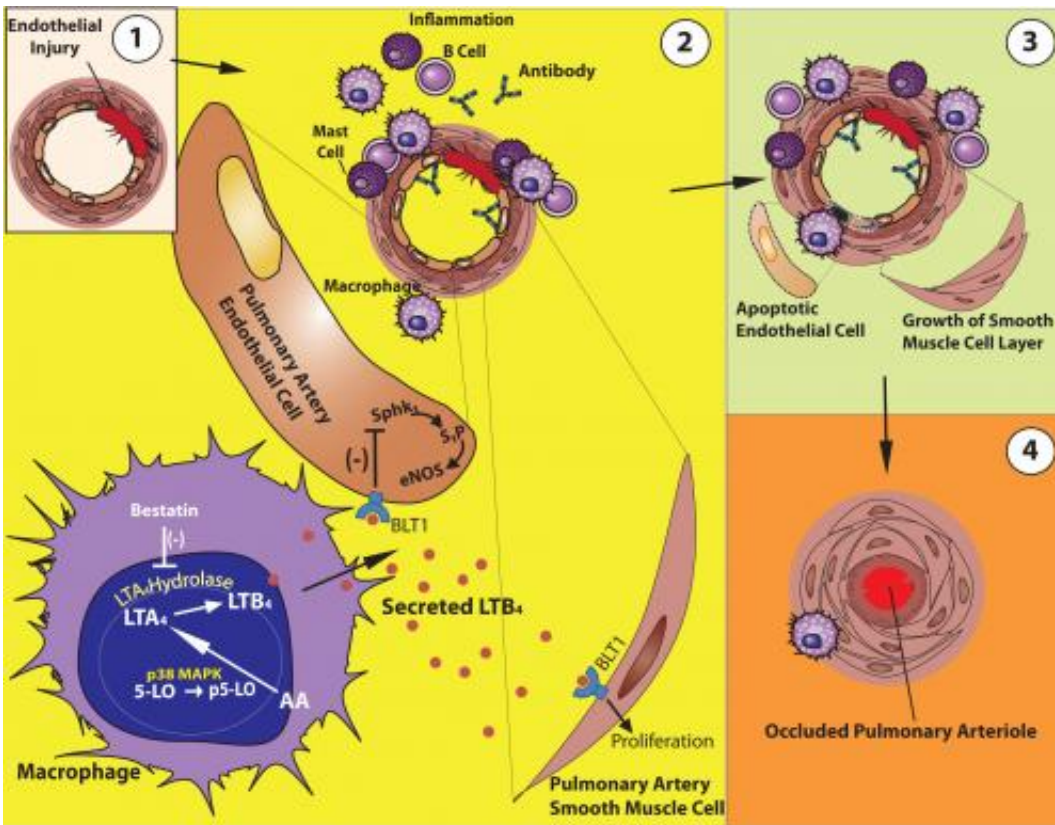 Endothelial
Injury
1
Inflammation
B Cell
Antibody
2
Mast
Cell
Macrophage
Pulmonary Artery
Endothelial Cell
Sphk₁
S₁P
eNOS
(-)
BLT1
Bestatin
(-)
LTA₄Hydrolase
LTA₄
LTB₄
p38 MAPK
5-LO → p5-LO
AA
Macrophage
Secreted LTB₄
BLT1
Proliferation
Pulmonary Artery
Smooth Muscle Cell
3
Apoptotic
Endothelial Cell
Growth of Smooth
Muscle Cell Layer
4
Occluded Pulmonary Arteriole